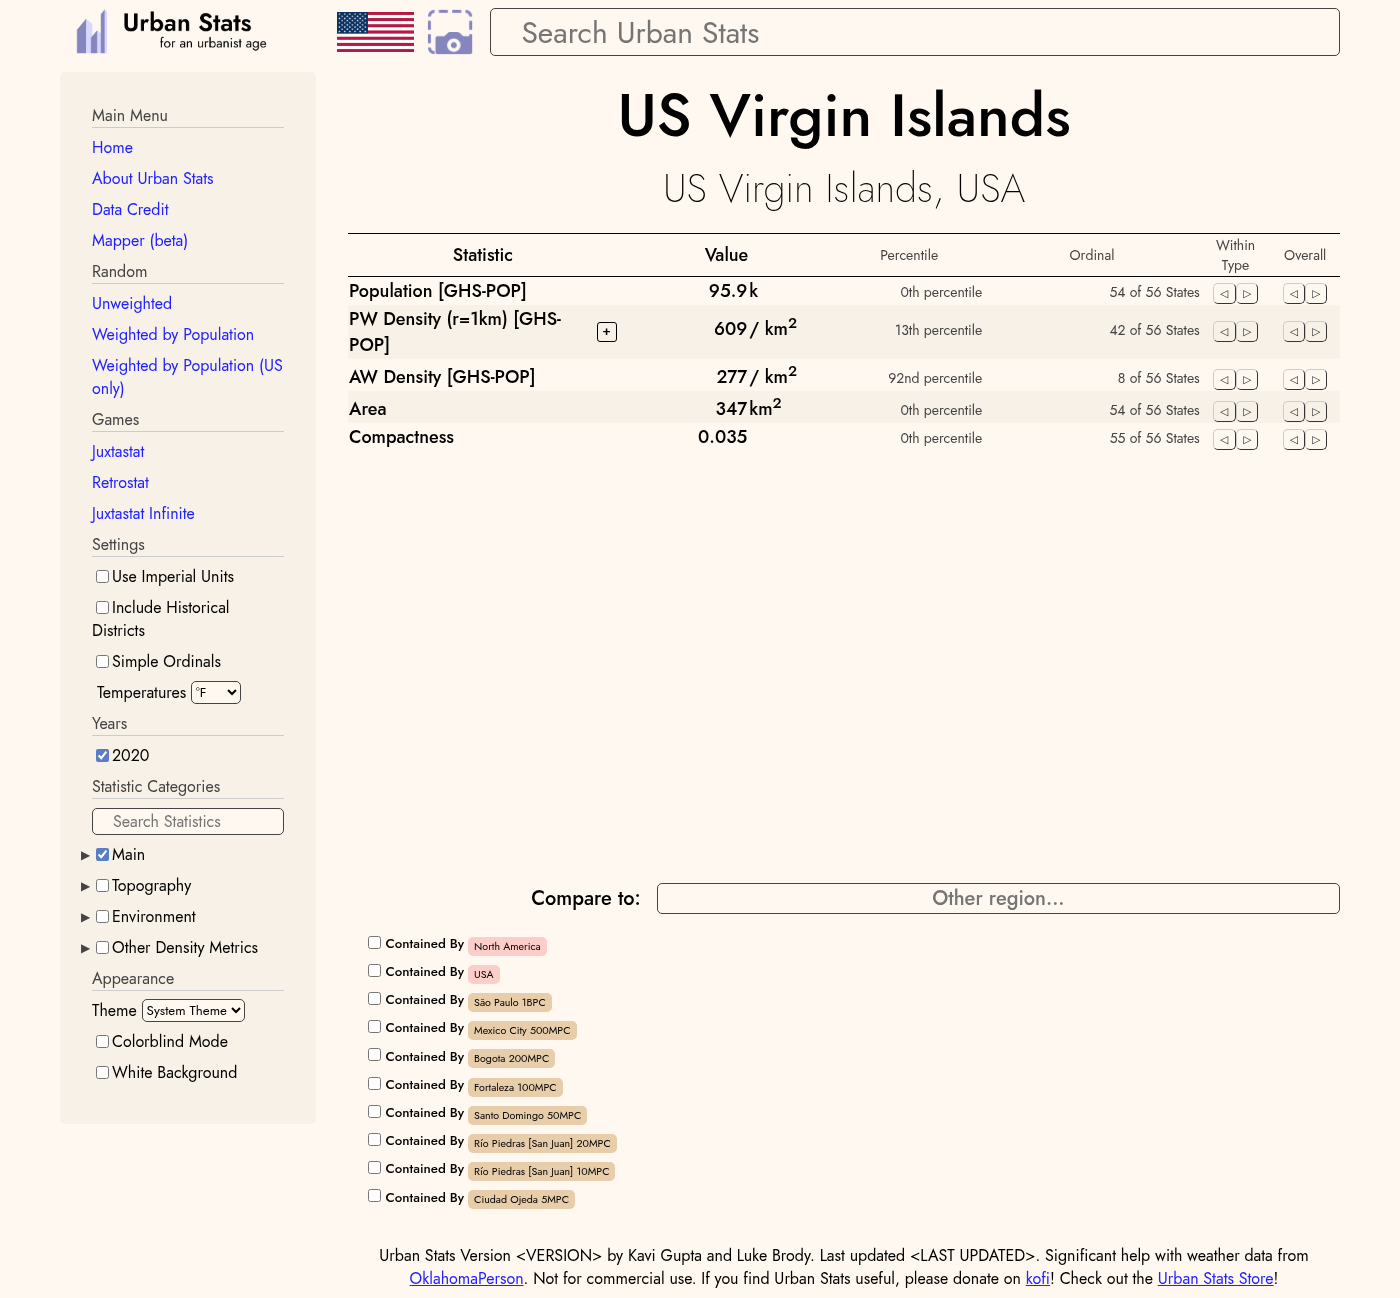 Urban Stats
for an urbanist age
Search Urban Stats
Main Menu
Home
About Urban Stats
Data Credit
Mapper (beta)
Random
Unweighted
Weighted by Population
Weighted by Population (US
only)
Games
Juxtastat
Retrostat
Juxtastat Infinite
Settings
Use Imperial Units
Include Historical
Districts
Simple Ordinals
Temperatures °F
Years
2020
Statistic Categories
Search Statistics
▶ Main
▶ Topography
▶ Environment
▶ Other Density Metrics
Appearance
Theme System Theme
Colorblind Mode
White Background
US Virgin Islands
US Virgin Islands, USA
Statistic Value Percentile Ordinal Within Type Overall
Population [GHS-POP] 95.9 k 0th percentile 54 of 56 States ◁ ▷ ◁ ▷
PW Density (r=1km) [GHS-
POP] + 609 / km² 13th percentile 42 of 56 States ◁ ▷ ◁ ▷
AW Density [GHS-POP] 277 / km² 92nd percentile 8 of 56 States ◁ ▷ ◁ ▷
Area 347 km² 0th percentile 54 of 56 States ◁ ▷ ◁ ▷
Compactness 0.035 0th percentile 55 of 56 States ◁ ▷ ◁ ▷
Compare to: Other region...
Contained By North America
Contained By USA
Contained By São Paulo 1BPC
Contained By Mexico City 500MPC
Contained By Bogota 200MPC
Contained By Fortaleza 100MPC
Contained By Santo Domingo 50MPC
Contained By Río Piedras [San Juan] 20MPC
Contained By Río Piedras [San Juan] 10MPC
Contained By Ciudad Ojeda 5MPC
Urban Stats Version <VERSION> by Kavi Gupta and Luke Brody. Last updated <LAST UPDATED>. Significant help with weather data from
OklahomaPerson. Not for commercial use. If you find Urban Stats useful, please donate on kofi! Check out the Urban Stats Store!